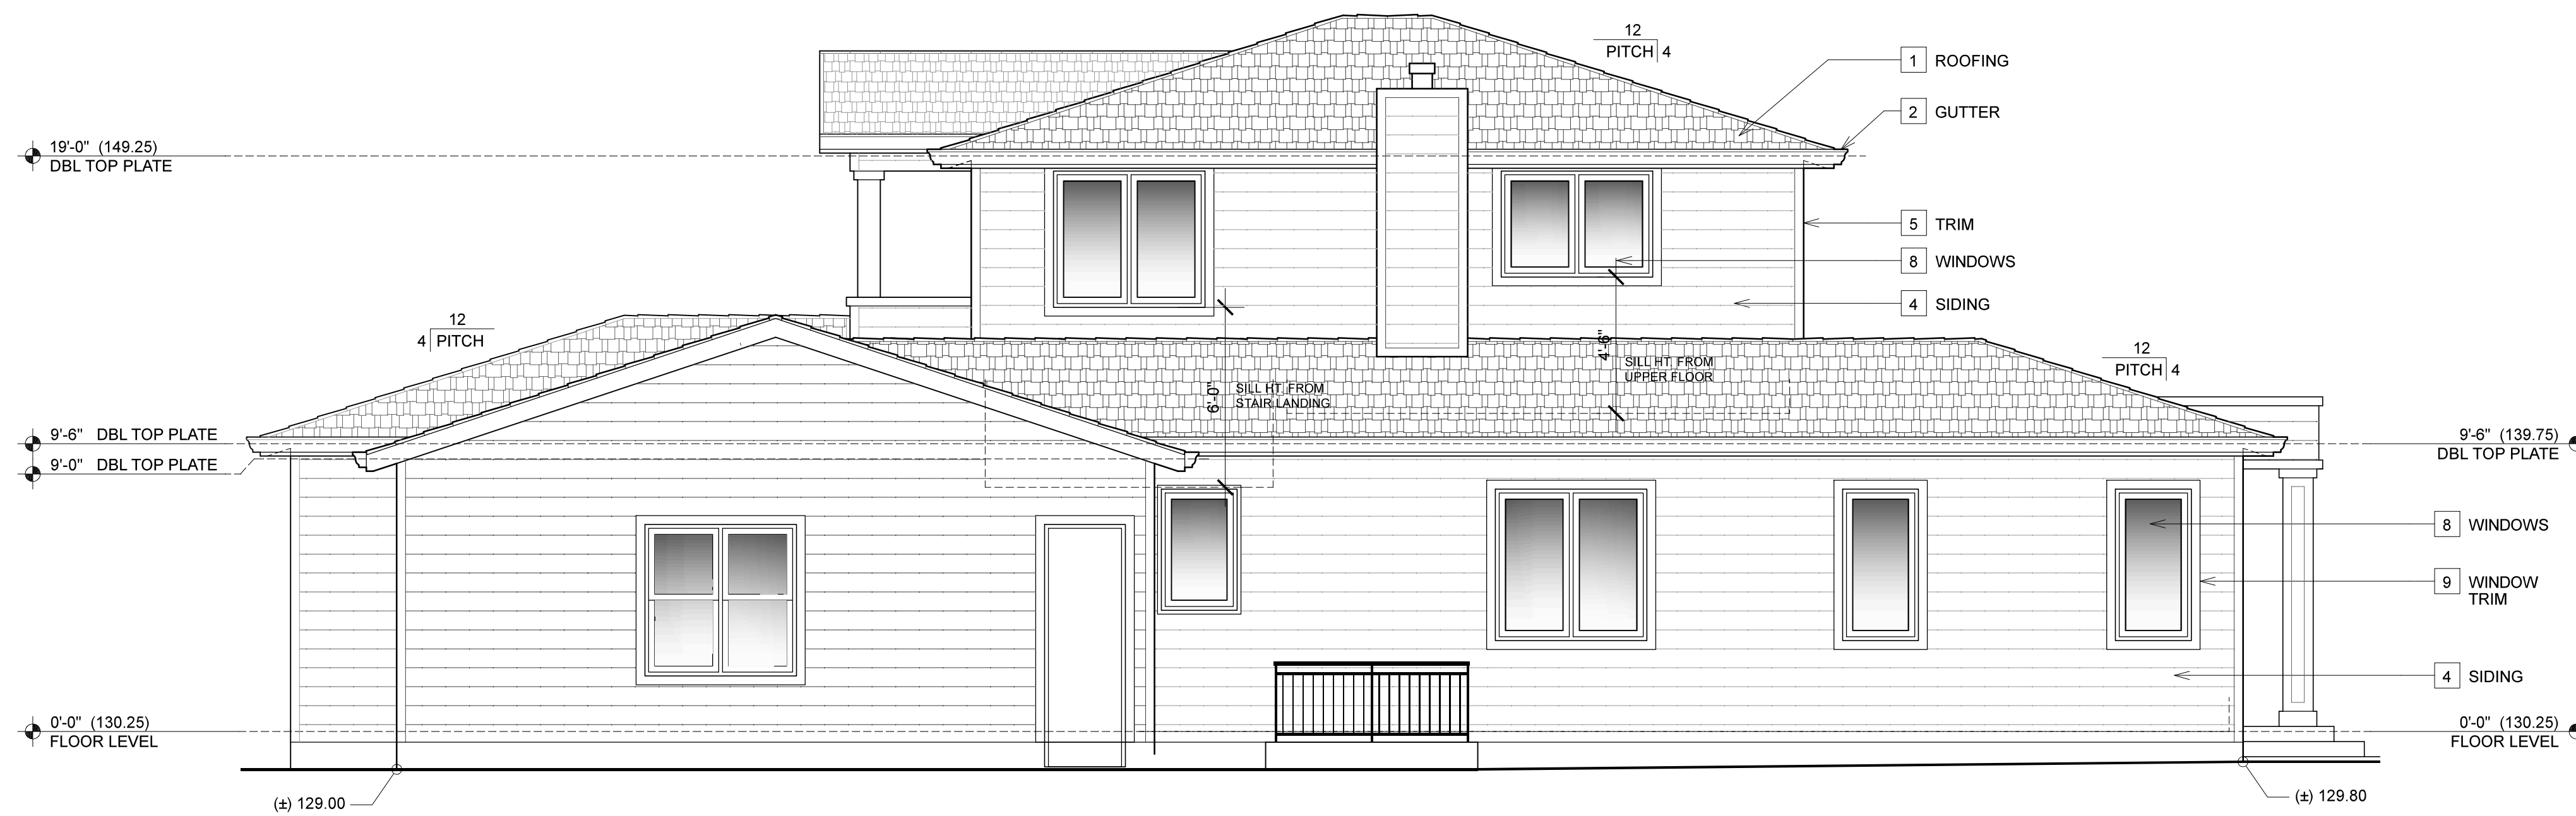 12
PITCH 4
1 ROOFING
2 GUTTER
19'-0" (149.25)
DBL TOP PLATE
5 TRIM
8 WINDOWS
4 SIDING
12
4 PITCH
12
PITCH 4
4'-6"
SILL HT. FROM
UPPER FLOOR
6'-0"
SILL HT. FROM
STAIR LANDING
9'-6" DBL TOP PLATE
9'-0" DBL TOP PLATE
9'-6" (139.75)
DBL TOP PLATE
8 WINDOWS
9 WINDOW
TRIM
4 SIDING
0'-0" (130.25)
FLOOR LEVEL
0'-0" (130.25)
FLOOR LEVEL
(±) 129.00
(±) 129.80